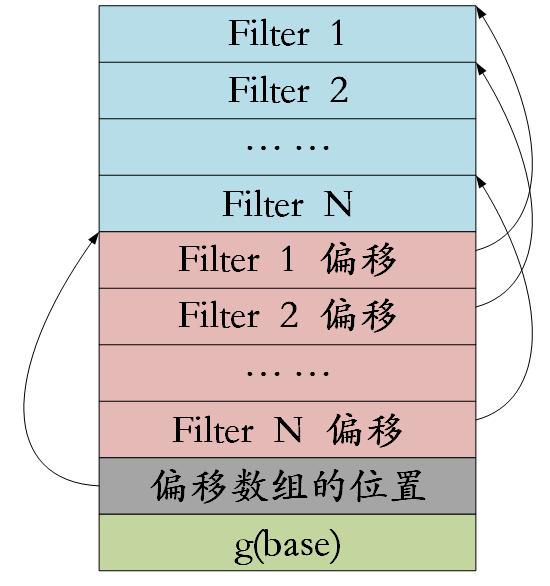 Filter 1
Filter 2
... ...
Filter N
Filter 1 偏移
Filter 2 偏移
... ...
Filter N 偏移
偏移数组的位置
g(base)